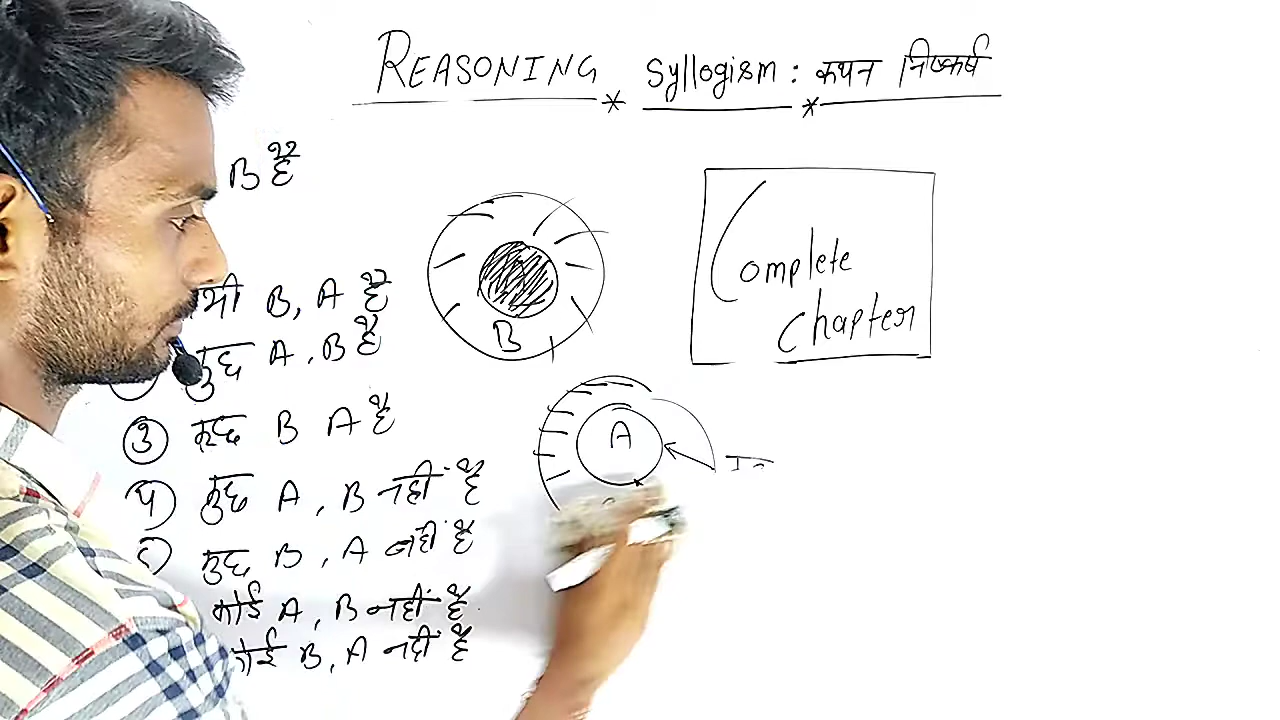 REASONING * Syllogism : * कथन निष्कर्ष
B है
B, A है
कुछ A, B है
3 कुछ B A है
4 कुछ A, B नहीं है
कुछ B, A नहीं है
कोई A, B नहीं है
कोई B, A नहीं है
B
Complete
chapter
A